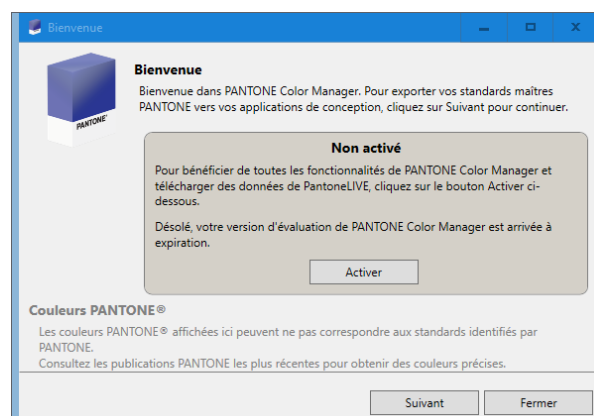 Bienvenue
Bienvenue
Bienvenue dans PANTONE Color Manager. Pour exporter vos standards maîtres
PANTONE vers vos applications de conception, cliquez sur Suivant pour continuer.
PANTONE®
Non activé
Pour bénéficier de toutes les fonctionnalités de PANTONE Color Manager et
télécharger des données de PantoneLIVE, cliquez sur le bouton Activer ci-
dessous.
Désolé, votre version d'évaluation de PANTONE Color Manager est arrivée à
expiration.
Activer
Couleurs PANTONE®
Les couleurs PANTONE® affichées ici peuvent ne pas correspondre aux standards identifiés par
PANTONE.
Consultez les publications PANTONE les plus récentes pour obtenir des couleurs précises.
Suivant
Fermer